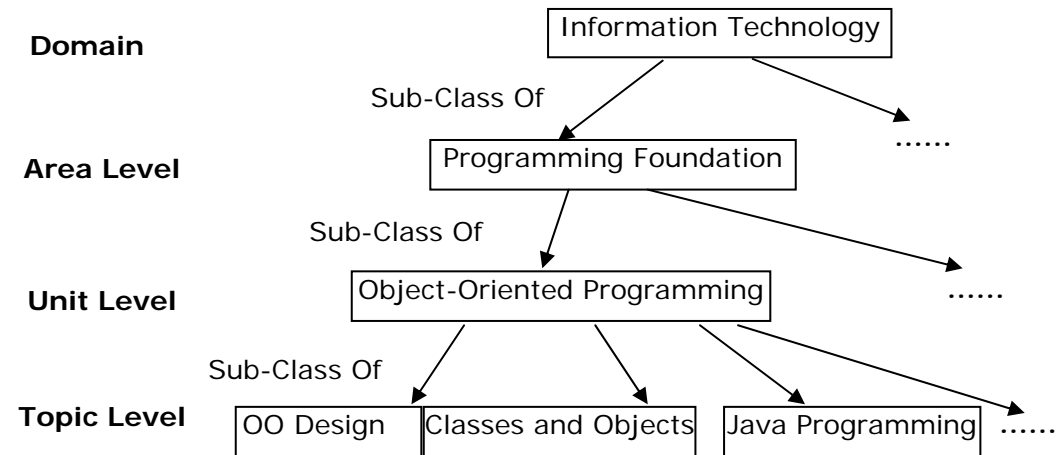 Domain
Information Technology
Sub-Class Of
......
Area Level
Programming Foundation
Sub-Class Of
......
Unit Level
Object-Oriented Programming
Sub-Class Of
Topic Level
OO Design
Classes and Objects
Java Programming
......